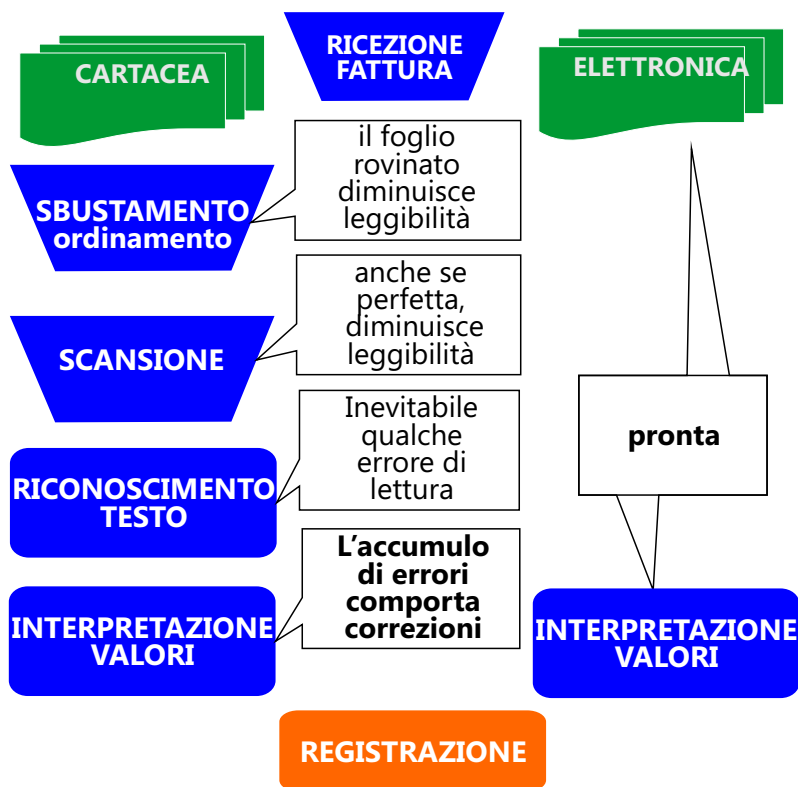 CARTACEA
RICEZIONE
FATTURA
ELETTRONICA
il foglio
rovinato
diminuisce
leggibilità
SBUSTAMENTO
ordinamento
anche se
perfetta,
diminuisce
leggibilità
SCANSIONE
Inevitabile
qualche
errore di
lettura
pronta
RICONOSCIMENTO
TESTO
L’accumulo
di errori
comporta
correzioni
INTERPRETAZIONE
VALORI
INTERPRETAZIONE
VALORI
REGISTRAZIONE